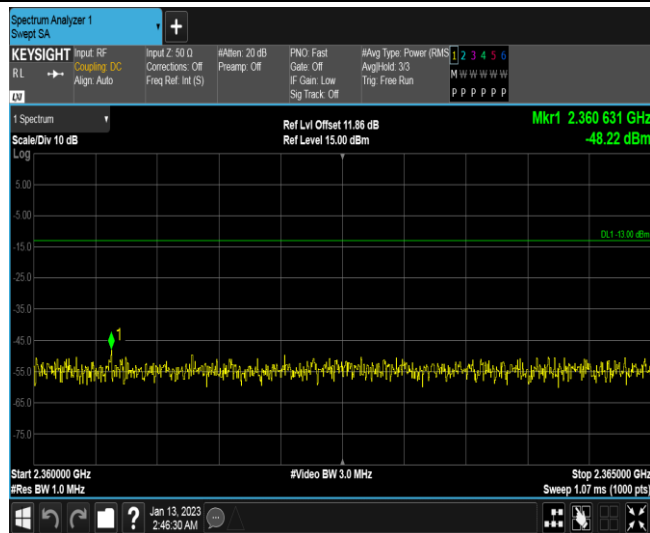 Spectrum Analyzer 1
Swept SA
+
KEYSIGHT
RL
LXI
Input: RF
Coupling: DC
Align: Auto
Input Z: 50 Ω
Corrections: Off
Freq Ref: Int (S)
#Atten: 20 dB
Preamp: Off
PNO: Fast
Gate: Off
IF Gain: Low
Sig Track: Off
#Avg Type: Power (RMS
Avg|Hold: 3/3
Trig: Free Run
1 2 3 4 5 6
M W W W W W
P P P P P P
1 Spectrum
Scale/Div 10 dB
Log
Ref Lvl Offset 11.86 dB
Ref Level 15.00 dBm
Mkr1 2.360 631 GHz
-48.22 dBm
5.00
-5.00
DL1 -13.00 dBm
-15.0
-25.0
-35.0
1
-45.0
-55.0
-65.0
-75.0
Start 2.360000 GHz
#Res BW 1.0 MHz
#Video BW 3.0 MHz
Stop 2.365000 GHz
Sweep 1.07 ms (1000 pts)
?
Jan 13, 2023
2:46:30 AM